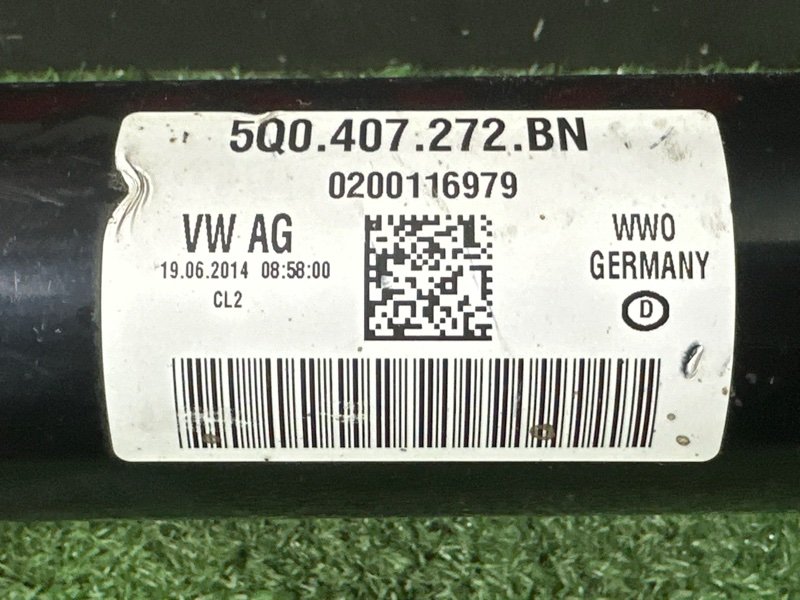 5Q0.407.272.BN
0200116979
VW AG
19.06.2014 08:58:00
CL2
WWO
GERMANY
D